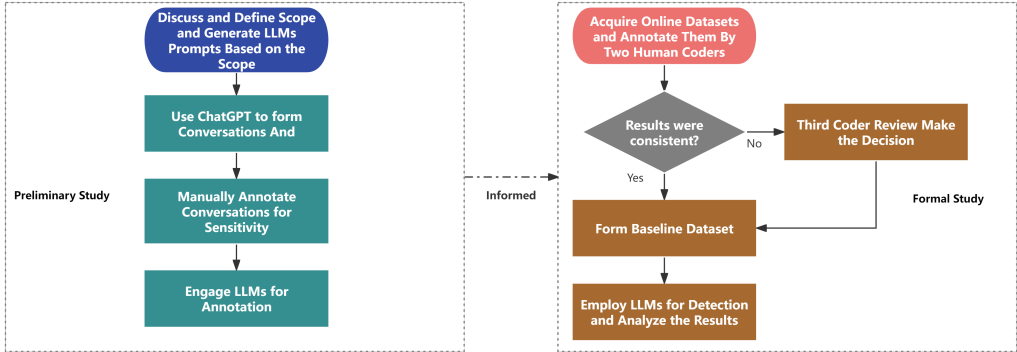 Discuss and Define Scope
and Generate LLMs
Prompts Based on the
Scope
Use ChatGPT to form
Conversations And
Preliminary Study
Manually Annotate
Conversations for
Sensitivity
Engage LLMs for
Annotation
Informed
Acquire Online Datasets
and Annotate Them By
Two Human Coders
Results were
consistent?
No
Third Coder Review Make
the Decision
Yes
Formal Study
Form Baseline Dataset
Employ LLMs for Detection
and Analyze the Results